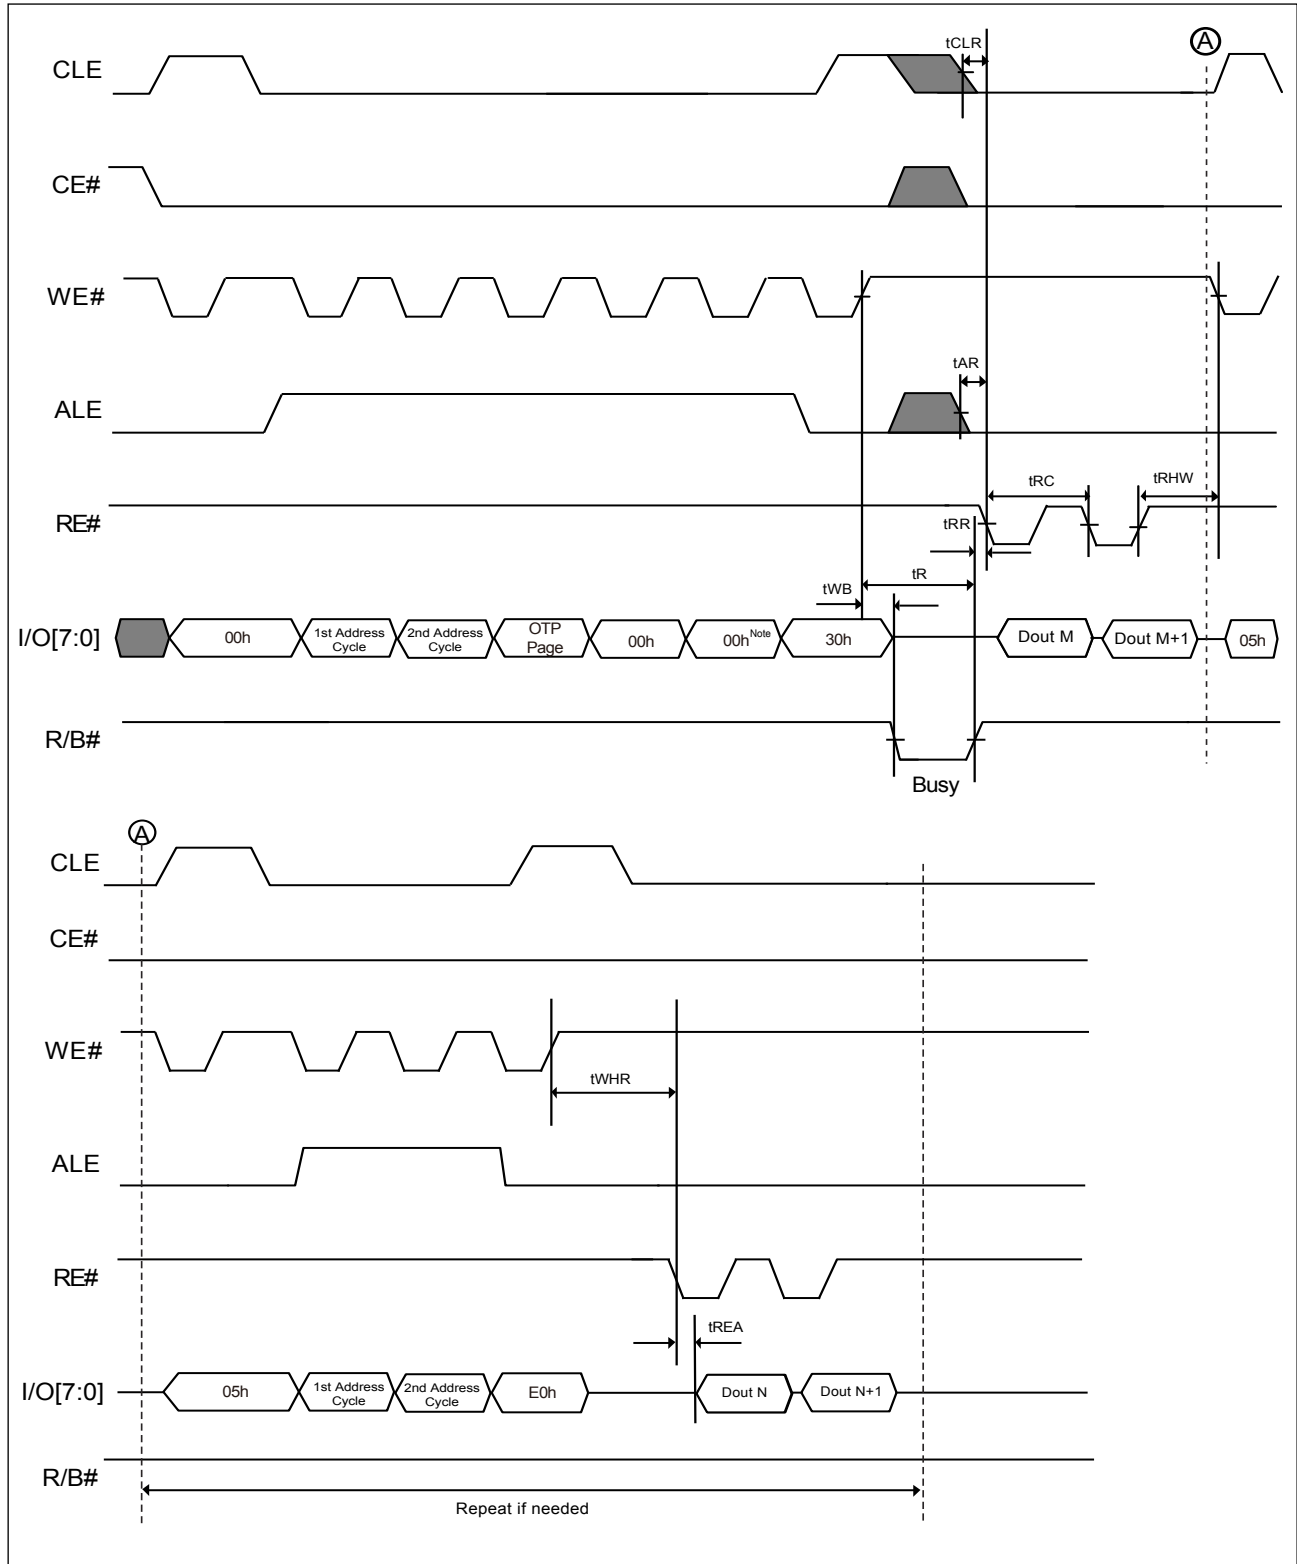 tCLR
A
CLE
CE#
WE#
tAR
ALE
tRC
tRHW
RE#
tRR
tR
tWB
I/O[7:0]
00h
1st Address
Cycle
2nd Address
Cycle
OTP
Page
00h
00h Note
30h
Dout M
Dout M+1
05h
R/B#
Busy
A
CLE
CE#
WE#
tWHR
ALE
RE#
tREA
I/O[7:0]
05h
1st Address
Cycle
2nd Address
Cycle
E0h
Dout N
Dout N+1
R/B#
Repeat if needed